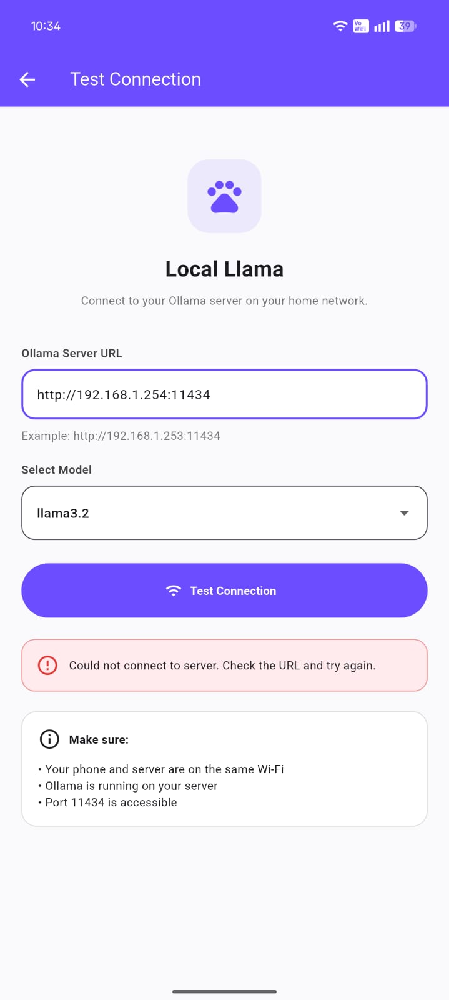 10:34
Vo
WiFi
39
Test Connection
Local Llama
Connect to your Ollama server on your home network.
Ollama Server URL
http://192.168.1.254:11434
Example: http://192.168.1.253:11434
Select Model
llama3.2
Test Connection
Could not connect to server. Check the URL and try again.
Make sure:
• Your phone and server are on the same Wi-Fi
• Ollama is running on your server
• Port 11434 is accessible